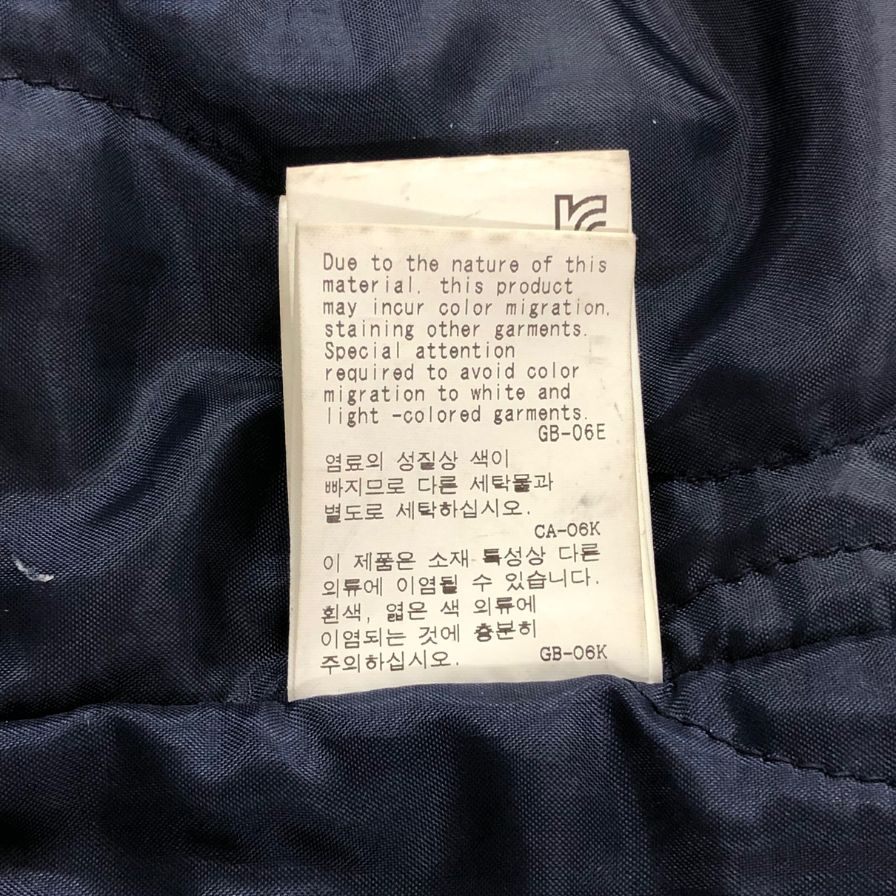 Due to the nature of this
material, this product
may incur color migration,
staining other garments.
Special attention
required to avoid color
migration to white and
light -colored garments.
GB-06E
염료의 성질상 색이
빠지므로 다른 세탁물과
별도로 세탁하십시오.
CA-06K
이 제품은 소재 특성상 다른
의류에 이염될 수 있습니다.
흰색, 엷은 색 의류에
이염되는 것에 충분히
주의하십시오.
GB-06K